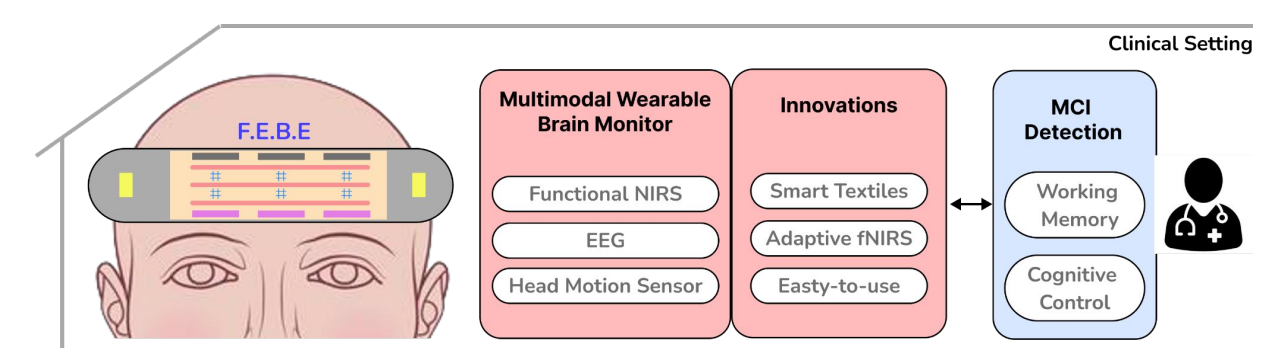 Clinical Setting
F.E.B.E
# # #
# # #
Multimodal Wearable
Brain Monitor
Functional NIRS
EEG
Head Motion Sensor
Innovations
Smart Textiles
Adaptive fNIRS
Easty-to-use
MCI
Detection
Working
Memory
Cognitive
Control